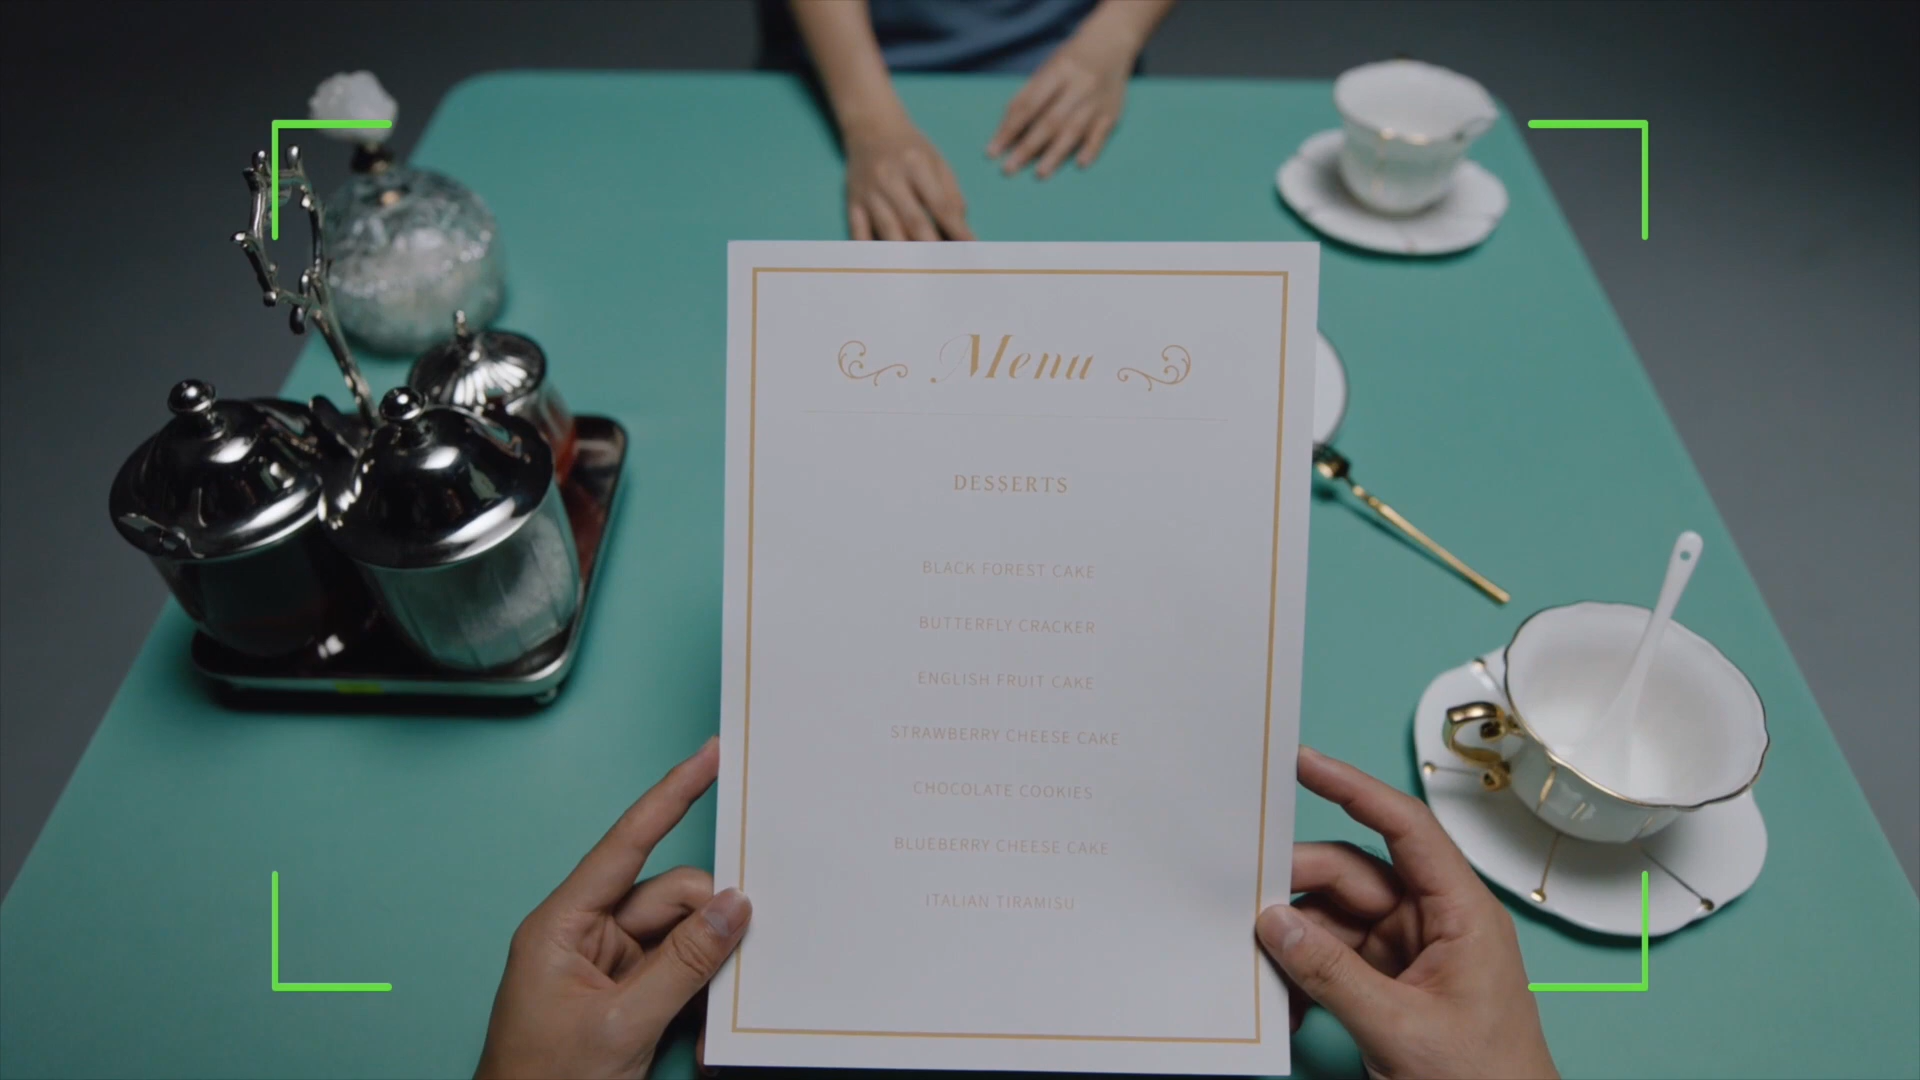 Menu
DESSERTS
BLACK FOREST CAKE
BUTTERFLY CRACKER
ENGLISH FRUIT CAKE
STRAWBERRY CHEESE CAKE
CHOCOLATE COOKIES
BLUEBERRY CHEESE CAKE
ITALIAN TIRAMISU